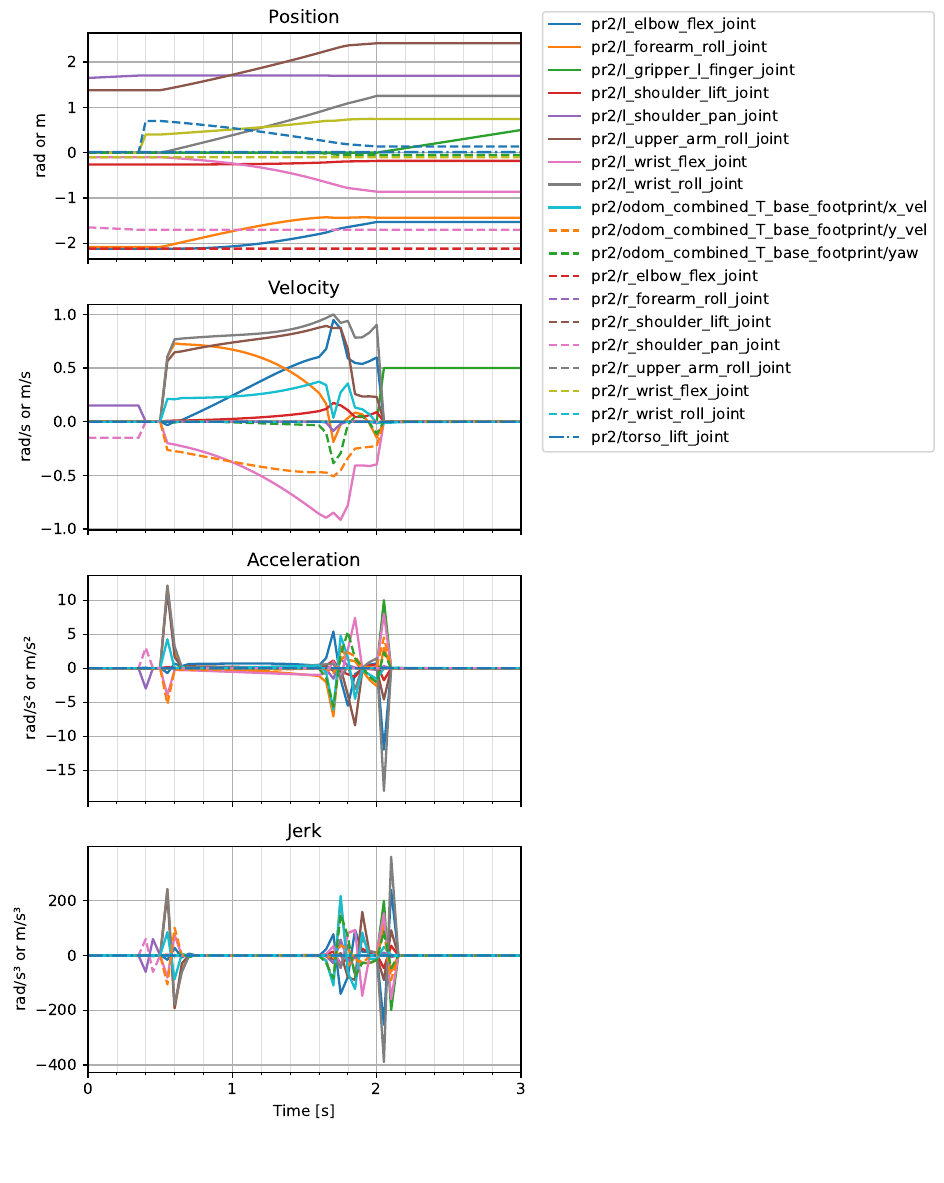 Position
2
1
0
−1
−2
rad or m
Velocity
1.0
0.5
0.0
−0.5
−1.0
rad/s or m/s
Acceleration
10
5
0
−5
−10
−15
rad/s² or m/s²
Jerk
200
0
−200
−400
rad/s³ or m/s³
0 1 2 3
Time [s]
pr2/l_elbow_flex_joint
pr2/l_forearm_roll_joint
pr2/l_gripper_l_finger_joint
pr2/l_shoulder_lift_joint
pr2/l_shoulder_pan_joint
pr2/l_upper_arm_roll_joint
pr2/l_wrist_flex_joint
pr2/l_wrist_roll_joint
pr2/odom_combined_T_base_footprint/x_vel
pr2/odom_combined_T_base_footprint/y_vel
pr2/odom_combined_T_base_footprint/yaw
pr2/r_elbow_flex_joint
pr2/r_forearm_roll_joint
pr2/r_shoulder_lift_joint
pr2/r_shoulder_pan_joint
pr2/r_upper_arm_roll_joint
pr2/r_wrist_flex_joint
pr2/r_wrist_roll_joint
pr2/torso_lift_joint